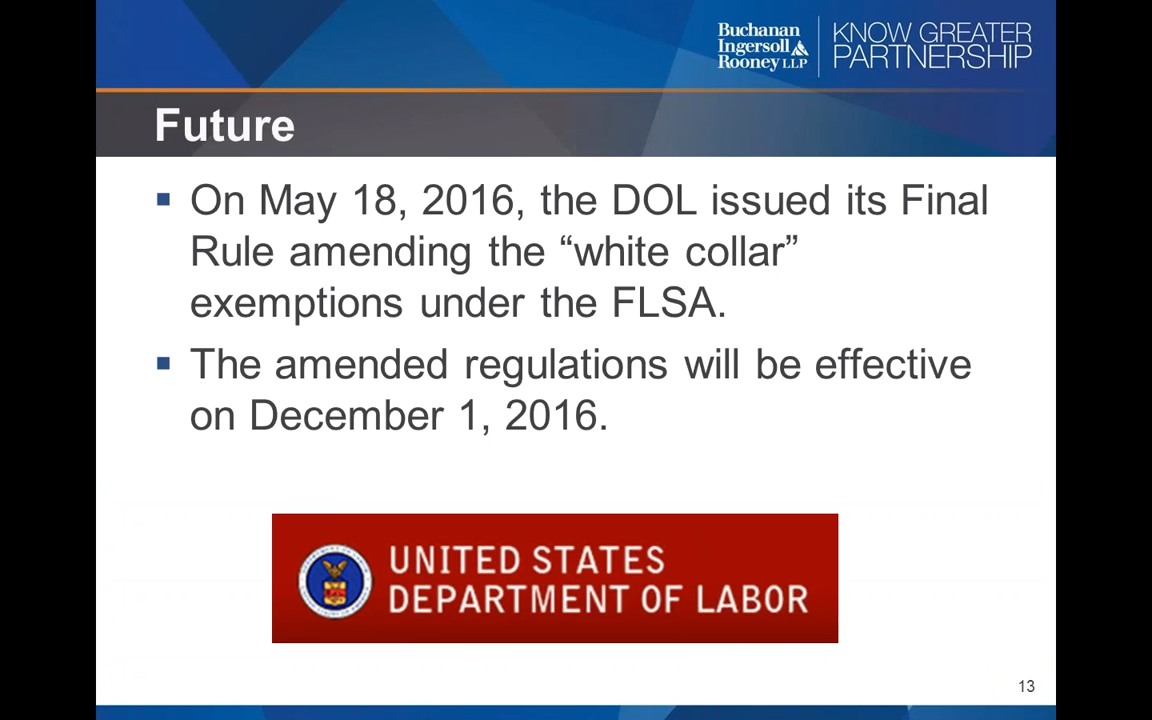 Buchanan
Ingersoll
Rooney LLP
KNOW GREATER
PARTNERSHIP
Future
▪ On May 18, 2016, the DOL issued its Final
Rule amending the “white collar”
exemptions under the FLSA.
▪ The amended regulations will be effective
on December 1, 2016.
UNITED STATES
DEPARTMENT OF LABOR
13